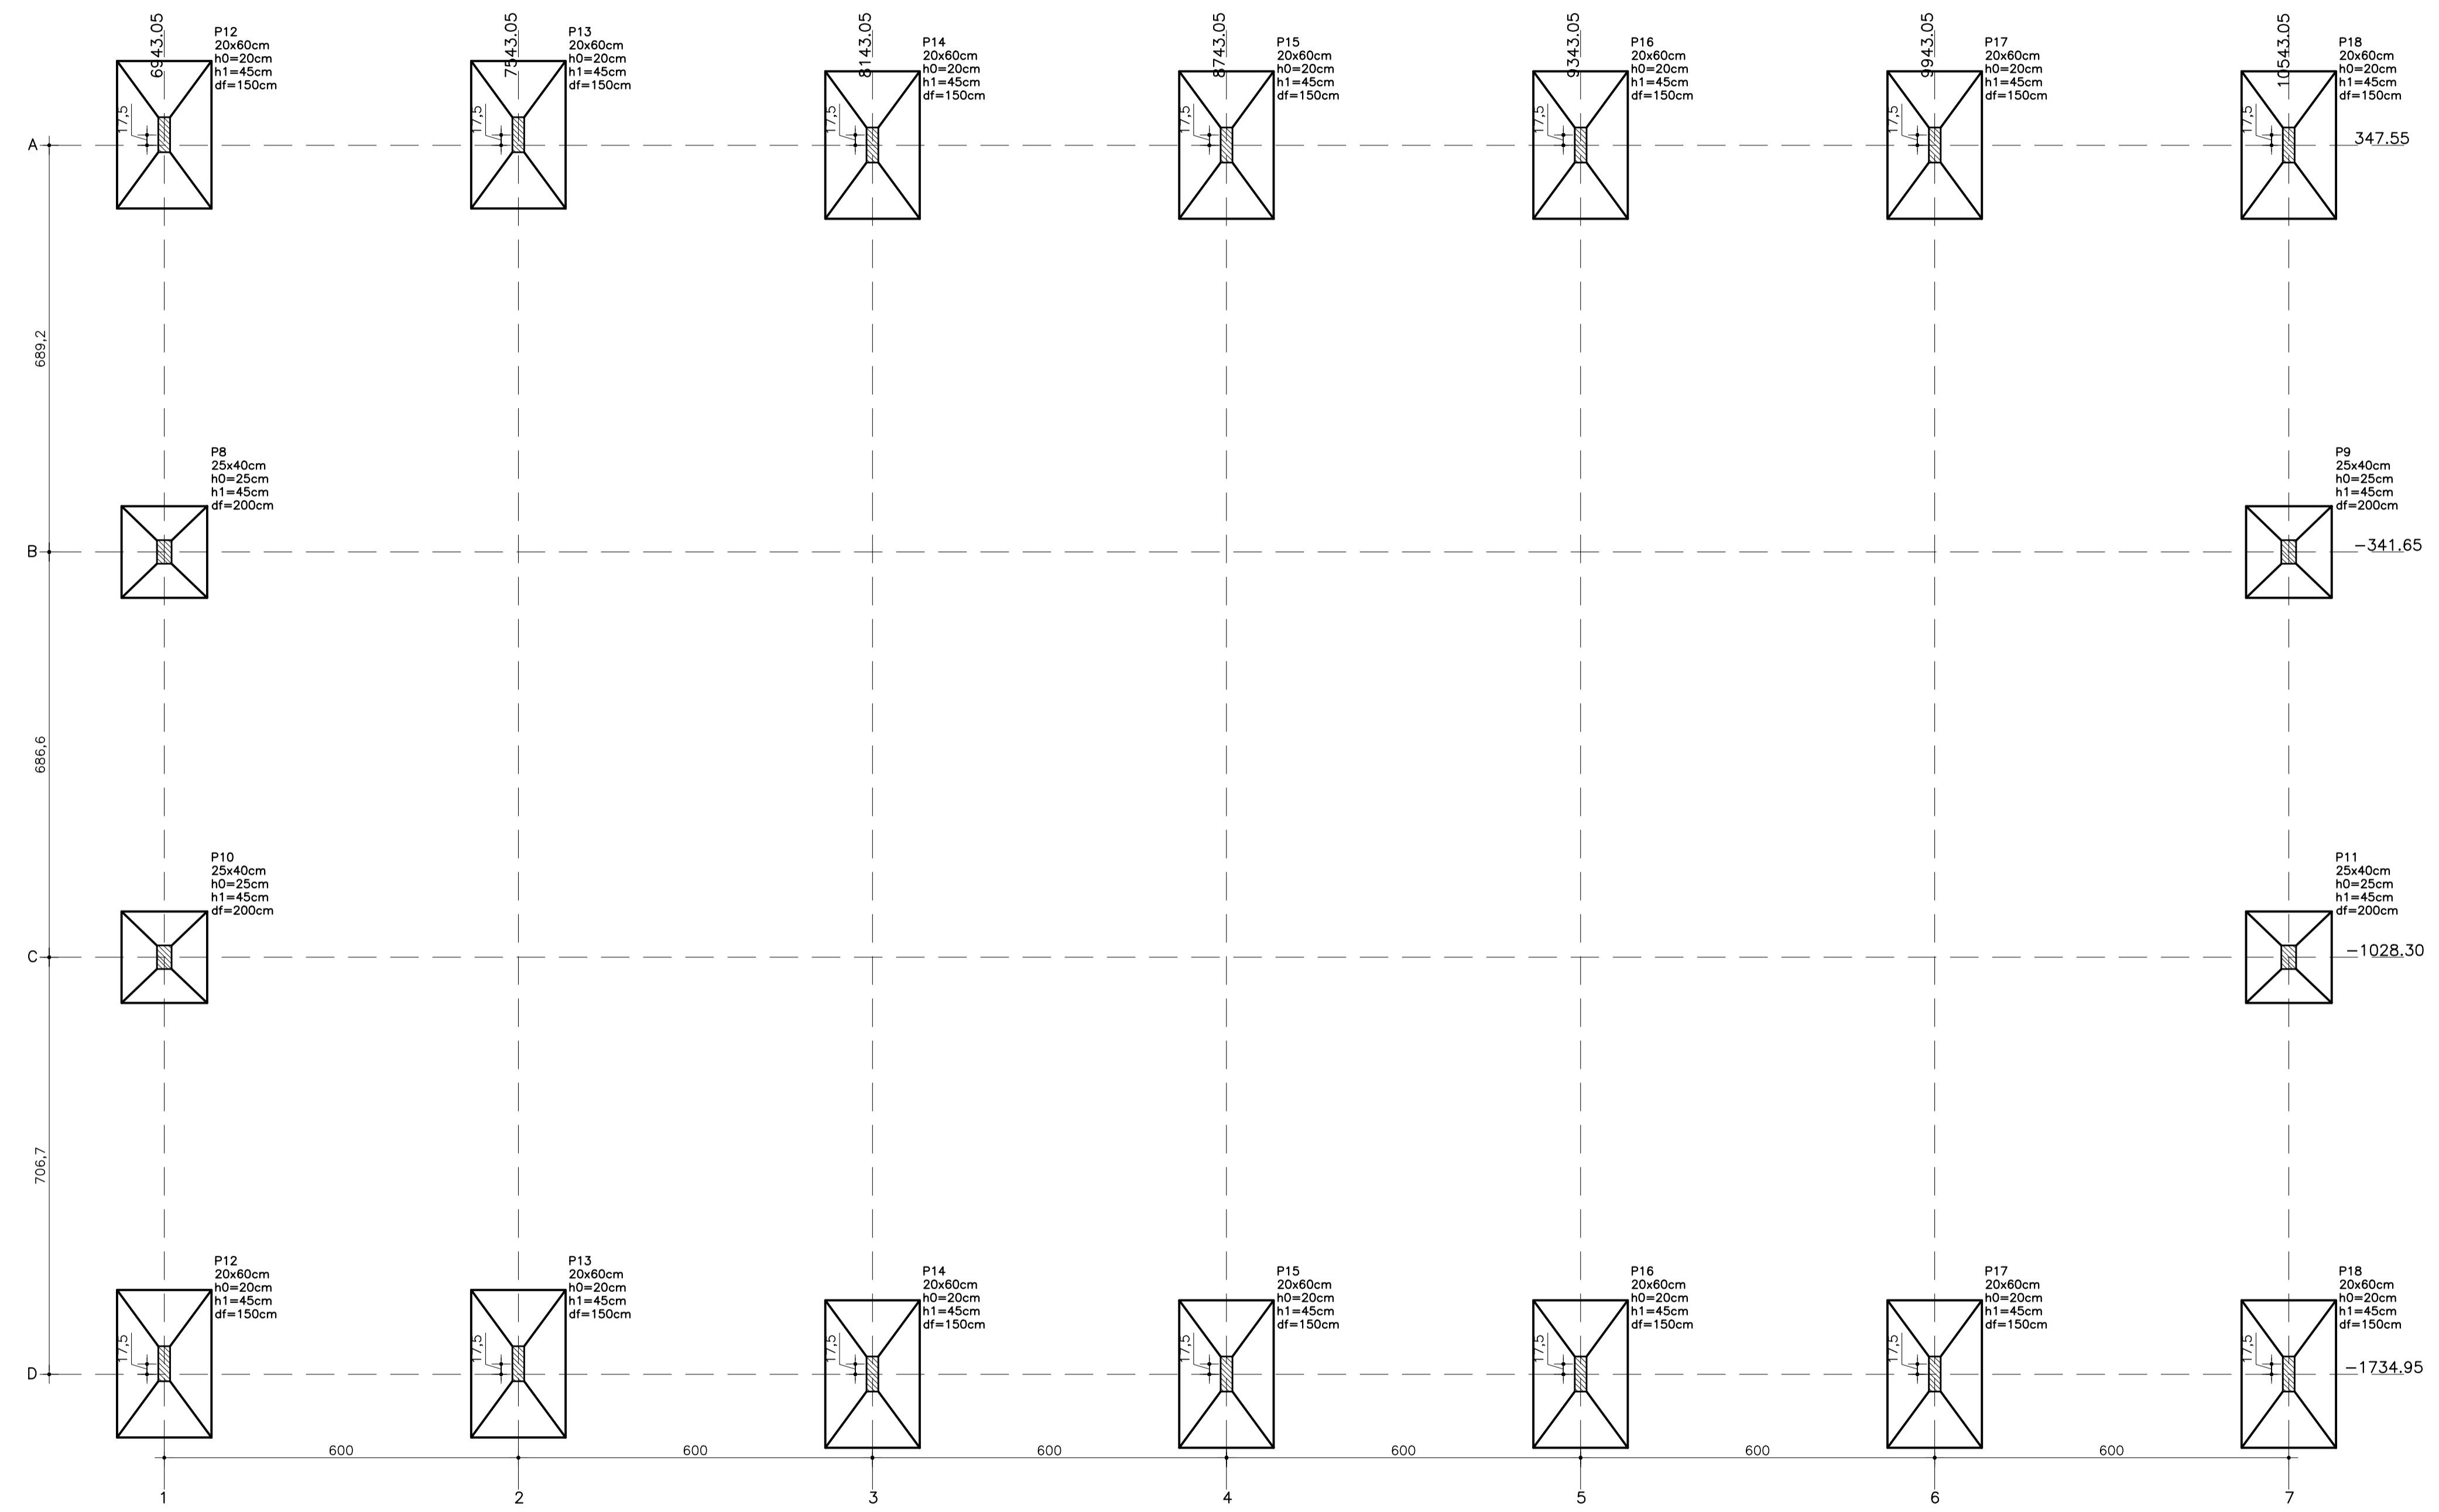 6943.05
7543.05
8143.05
8743.05
9343.05
9943.05
10543.05
P12
20x60cm
h0=20cm
h1=45cm
df=150cm
P13
20x60cm
h0=20cm
h1=45cm
df=150cm
P14
20x60cm
h0=20cm
h1=45cm
df=150cm
P15
20x60cm
h0=20cm
h1=45cm
df=150cm
P16
20x60cm
h0=20cm
h1=45cm
df=150cm
P17
20x60cm
h0=20cm
h1=45cm
df=150cm
P18
20x60cm
h0=20cm
h1=45cm
df=150cm
17,5
17,5
17,5
17,5
17,5
17,5
17,5
A
347.55
689,2
P8
25x40cm
h0=25cm
h1=45cm
df=200cm
P9
25x40cm
h0=25cm
h1=45cm
df=200cm
B
-341.65
686,6
P10
25x40cm
h0=25cm
h1=45cm
df=200cm
P11
25x40cm
h0=25cm
h1=45cm
df=200cm
C
-1028.30
706,7
P12
20x60cm
h0=20cm
h1=45cm
df=150cm
P13
20x60cm
h0=20cm
h1=45cm
df=150cm
P14
20x60cm
h0=20cm
h1=45cm
df=150cm
P15
20x60cm
h0=20cm
h1=45cm
df=150cm
P16
20x60cm
h0=20cm
h1=45cm
df=150cm
P17
20x60cm
h0=20cm
h1=45cm
df=150cm
P18
20x60cm
h0=20cm
h1=45cm
df=150cm
17,5
17,5
17,5
17,5
17,5
17,5
17,5
D
-1734.95
600
600
600
600
600
600
1
2
3
4
5
6
7